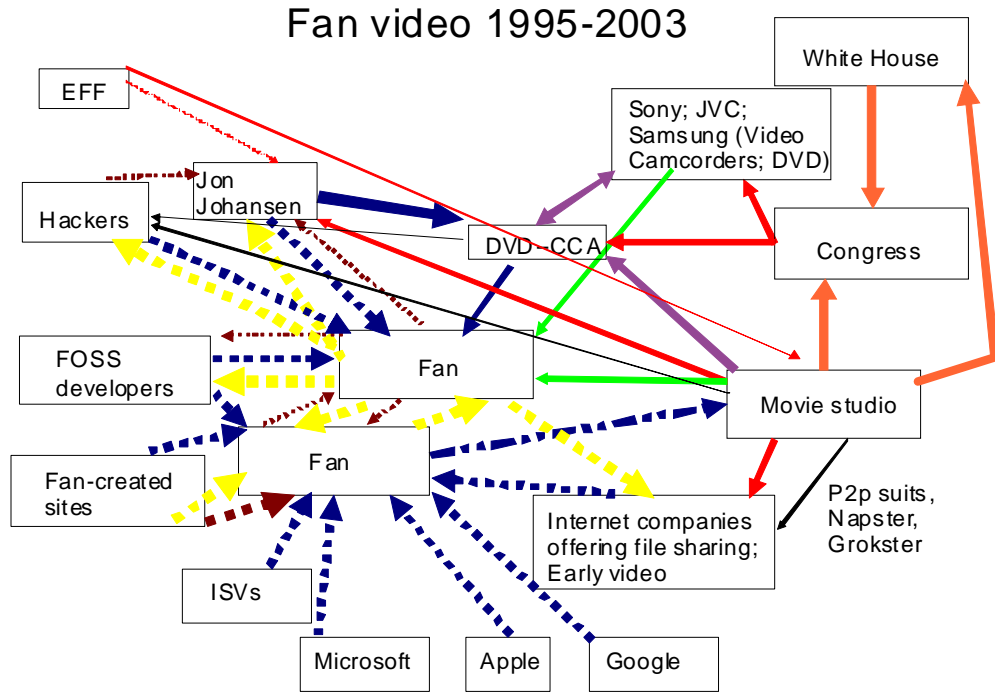 Fan video 1995-2003
White House
EFF
Sony; JVC;
Samsung (Video
Camcorders; DVD)
Jon
Johansen
Hackers
DVD--CCA
Congress
FOSS
developers
Fan
Movie studio
Fan
Fan-created
sites
P2p suits,
Napster,
Grokster
Internet companies
offering file sharing;
Early video
ISVs
Microsoft
Apple
Google